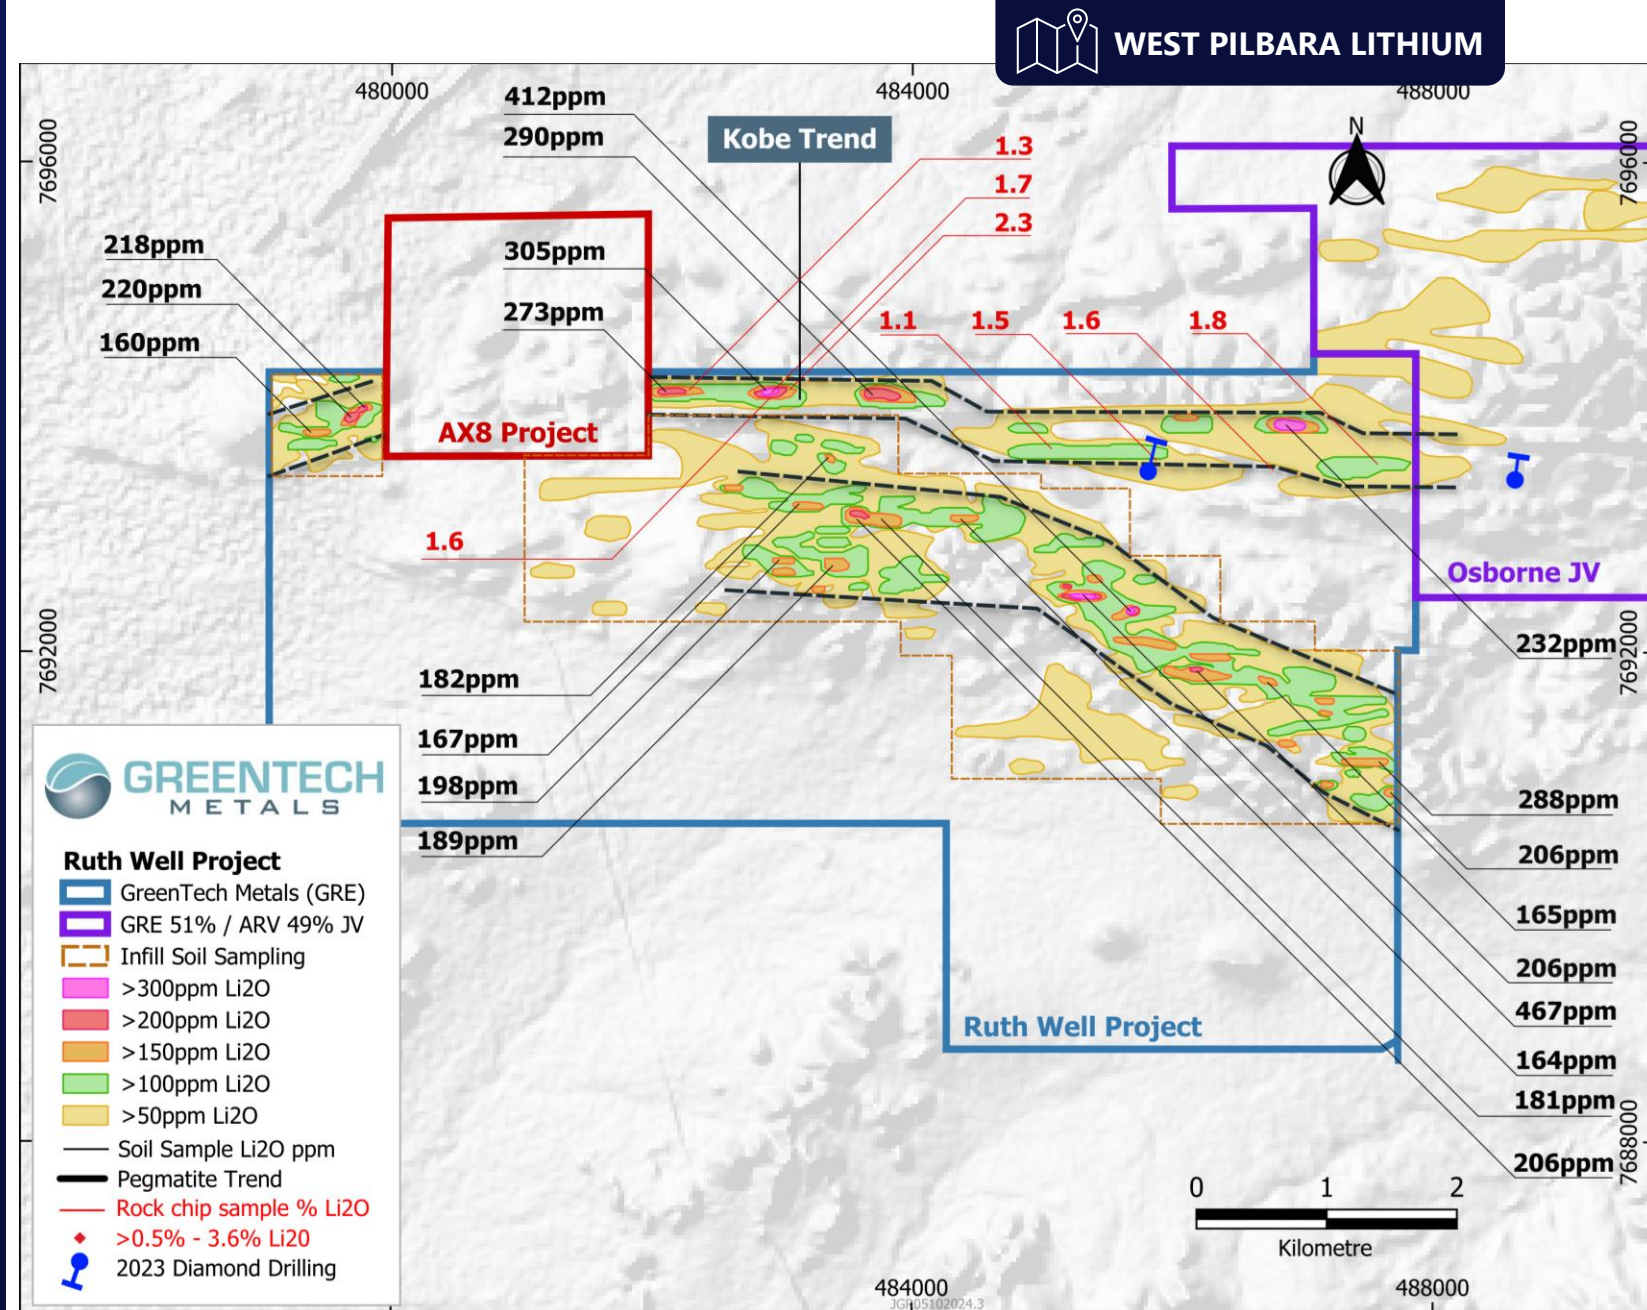 WEST PILBARA LITHIUM
480000
484000
488000
7696000
7696000
N
412ppm
290ppm
Kobe Trend
1.3
1.7
2.3
218ppm
220ppm
160ppm
305ppm
273ppm
1.1
1.5
1.6
1.8
AX8 Project
1.6
Osborne JV
7692000
7692000
232ppm
182ppm
167ppm
198ppm
189ppm
288ppm
206ppm
165ppm
206ppm
467ppm
164ppm
181ppm
206ppm
Ruth Well Project
GREENTECH
METALS
Ruth Well Project
GreenTech Metals (GRE)
GRE 51% / ARV 49% JV
Infill Soil Sampling
>300ppm Li2O
>200ppm Li2O
>150ppm Li2O
>100ppm Li2O
>50ppm Li2O
Soil Sample Li2O ppm
Pegmatite Trend
Rock chip sample % Li2O
>0.5% - 3.6% Li20
2023 Diamond Drilling
7688000
0 1 2
Kilometre
484000
488000
JGR05102024.3